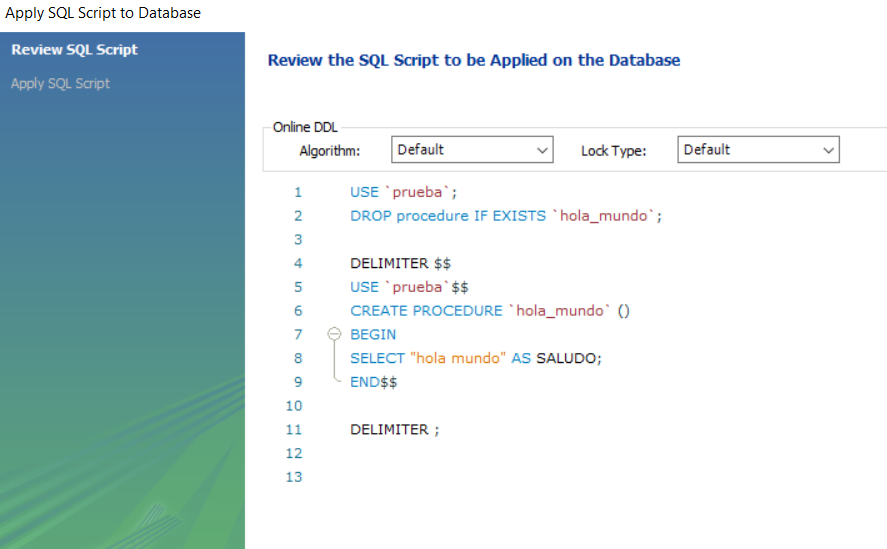 Apply SQL Script to Database
Review SQL Script
Apply SQL Script
Review the SQL Script to be Applied on the Database
Online DDL
Algorithm: Default Lock Type: Default
1 USE `prueba`;
2 DROP procedure IF EXISTS `hola_mundo`;
3
4 DELIMITER $$
5 USE `prueba`$$
6 CREATE PROCEDURE `hola_mundo` ()
7 BEGIN
8 SELECT "hola mundo" AS SALUDO;
9 END$$
10
11 DELIMITER ;
12
13